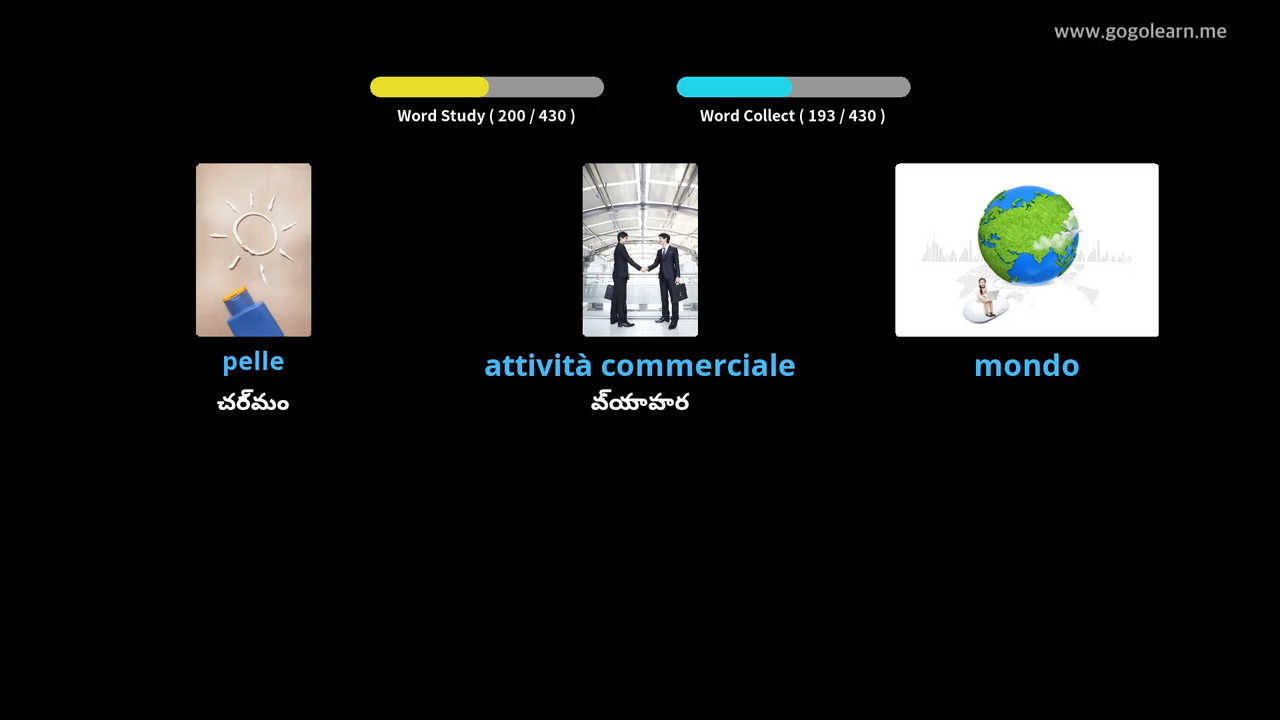 www.gogolearn.me
Word Study ( 200 / 430 )
Word Collect ( 193 / 430 )
pelle
attività commerciale
mondo
చర్మం
వ్యాపార